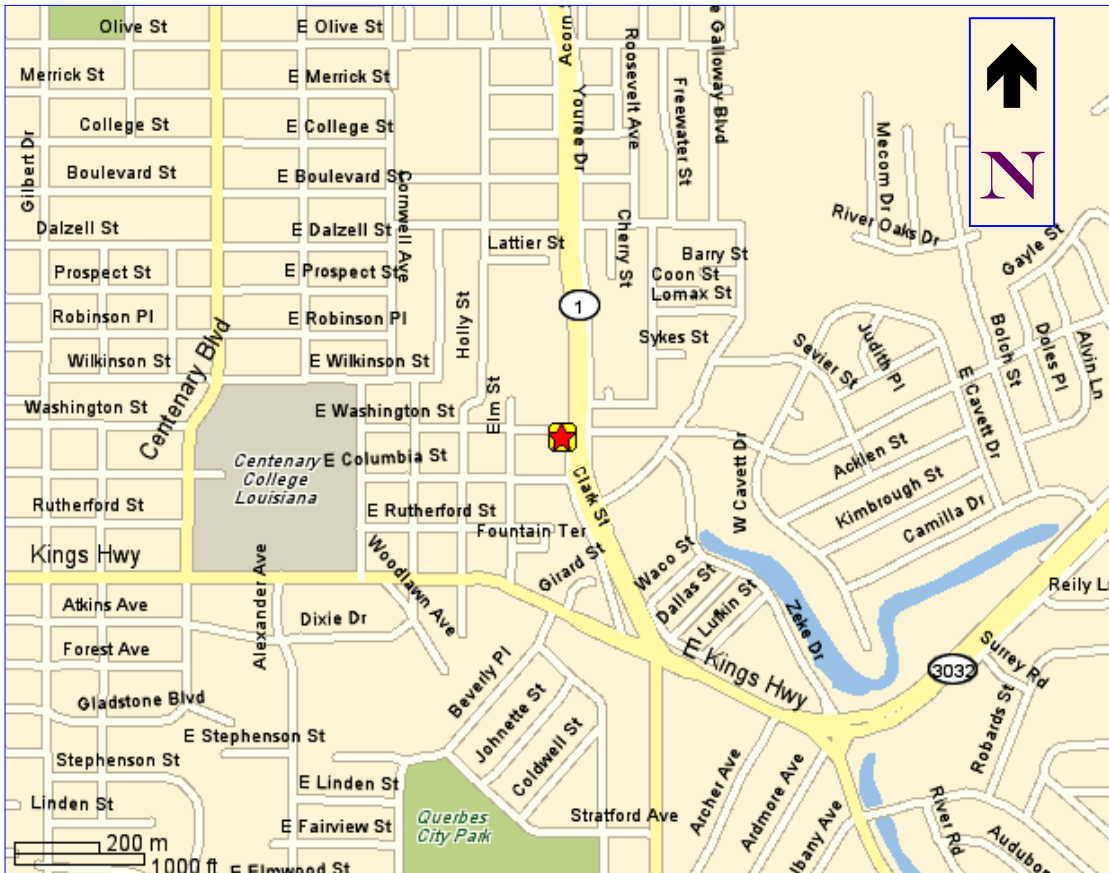 Olive St
E Olive St
Acorn
Roosevelt Ave
e Galloway Blvd
Merrick St
E Merrick St
Youree Dr
Freewater St
College St
E College St
Gilbert Dr
Boulevard St
E Boulevard St
Cornwell Ave
Mecom Dr
N
Dalzell St
E Dalzell St
Lattier St
Cherry St
River Oaks Dr
Barry St
Gayle St
Prospect St
E Prospect St
Coon St
Lomax St
Robinson Pl
E Robinson Pl
Holly St
1
Sykes St
Wilkinson St
E Wilkinson St
Centenary Blvd
Sevier St
Judith Pl
Bolch St
Doles Pl
Alvin Ln
Washington St
E Washington St
Elm St
E Cavett Dr
Centenary
College
Louisiana
E Columbia St
W Cavett Dr
Acklen St
Rutherford St
E Rutherford St
Clark St
Kimbrough St
Camilla Dr
Fountain Ter
Kings Hwy
Woodlawn Ave
Girard St
Waco St
Dallas St
E Lufkin St
Zeke Dr
Reily Ln
Atkins Ave
Alexander Ave
Dixie Dr
Forest Ave
E Kings Hwy
3032
Surrey Rd
Gladstone Blvd
Beverly Pl
Johnette St
Coldwell St
Robards St
E Stephenson St
Stephenson St
E Linden St
Archer Ave
Ardmore Ave
Linden St
E Fairview St
Querbes
City Park
Stratford Ave
lbany Ave
River Rd
Audubon
200 m
1000 ft
E Elmwood St